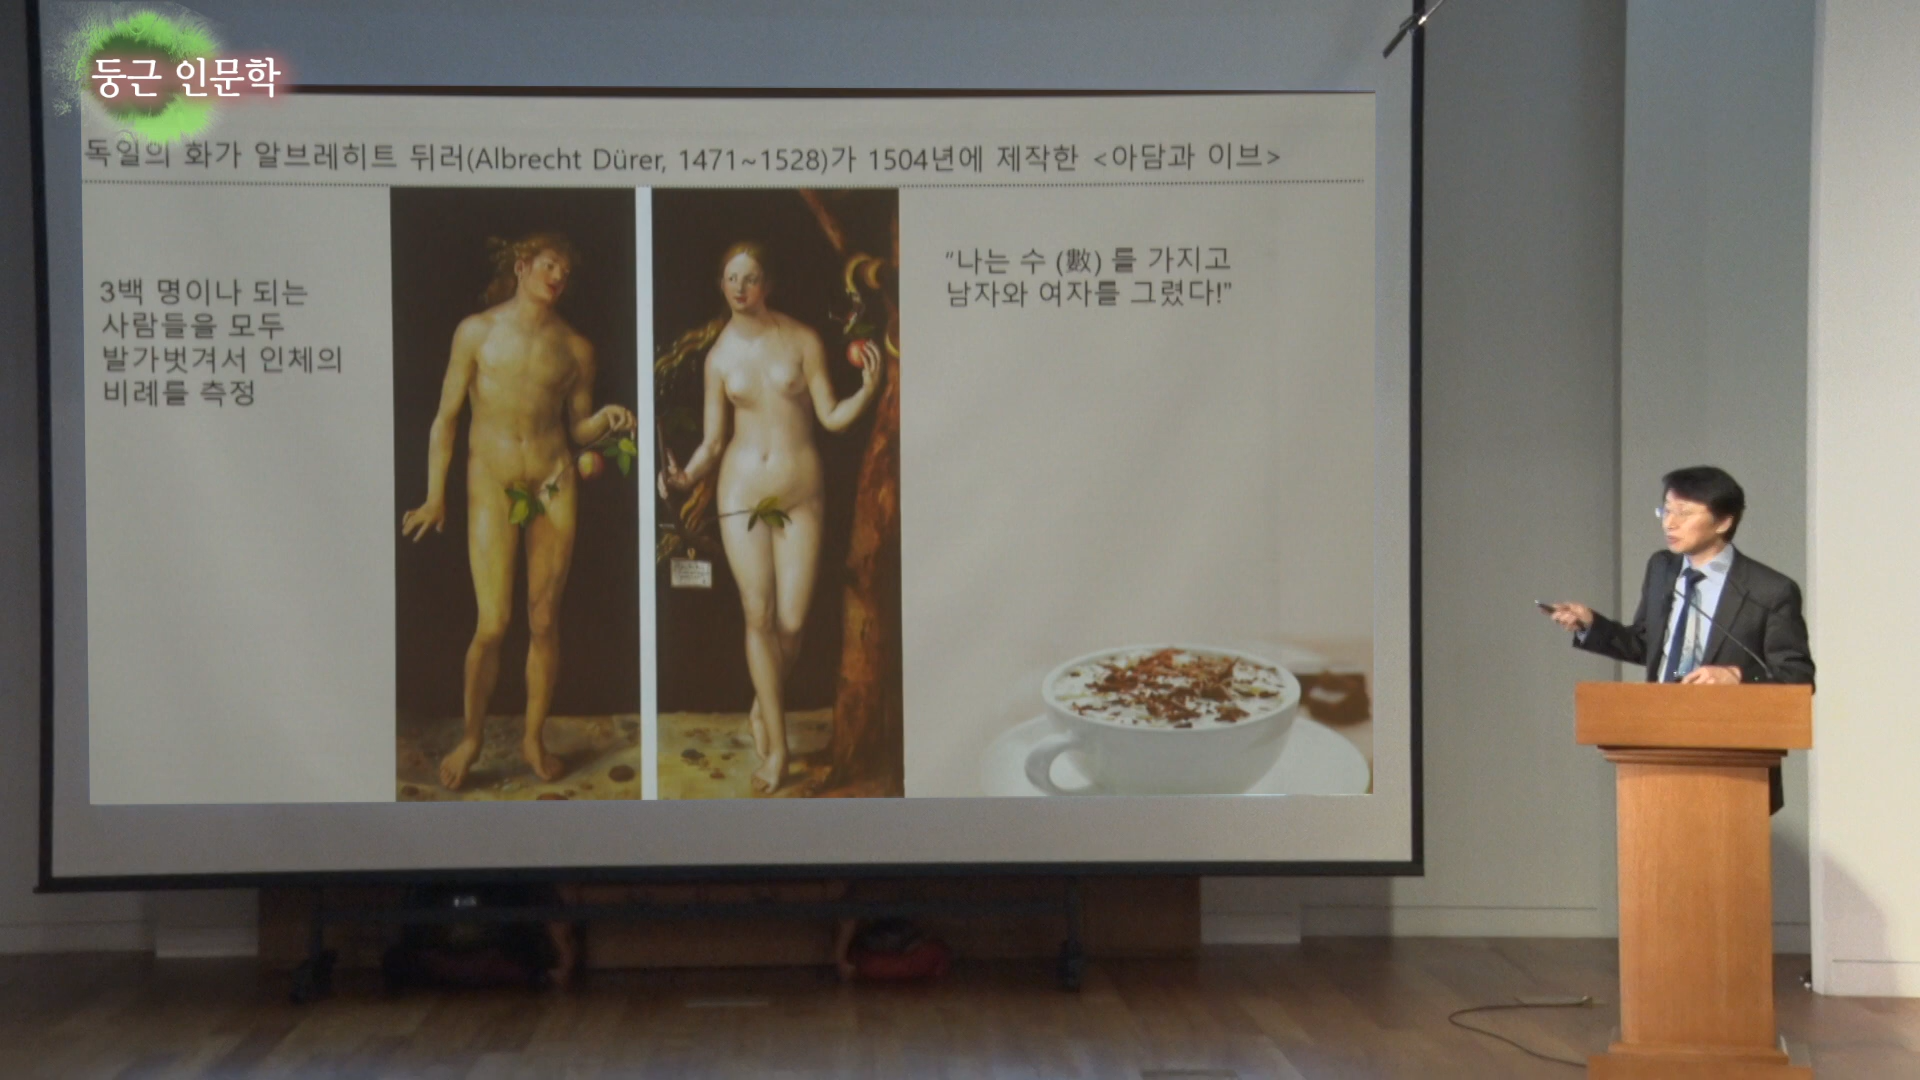 둥근 인문학
독일의 화가 알브레히트 뒤러(Albrecht Dürer, 1471~1528)가 1504년에 제작한 <아담과 이브>
3백 명이나 되는
사람들을 모두
발가벗겨서 인체의
비례를 측정
“나는 수 (數) 를 가지고
남자와 여자를 그렸다!”